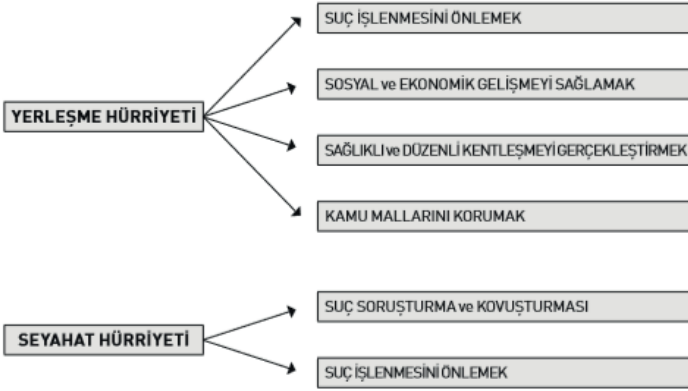 SUÇ İŞLENMESİNİ ÖNLEMEK
SOSYAL ve EKONOMİK GELİŞMEYİ SAĞLAMAK
YERLEŞME HÜRRİYETİ
SAĞLIKLI ve DÜZENLİ KENTLEŞMEYİ GERÇEKLEŞTİRMEK
KAMU MALLARINI KORUMAK
SUÇ SORUŞTURMA ve KOVUŞTURMASI
SEYAHAT HÜRRİYETİ
SUÇ İŞLENMESİNİ ÖNLEMEK